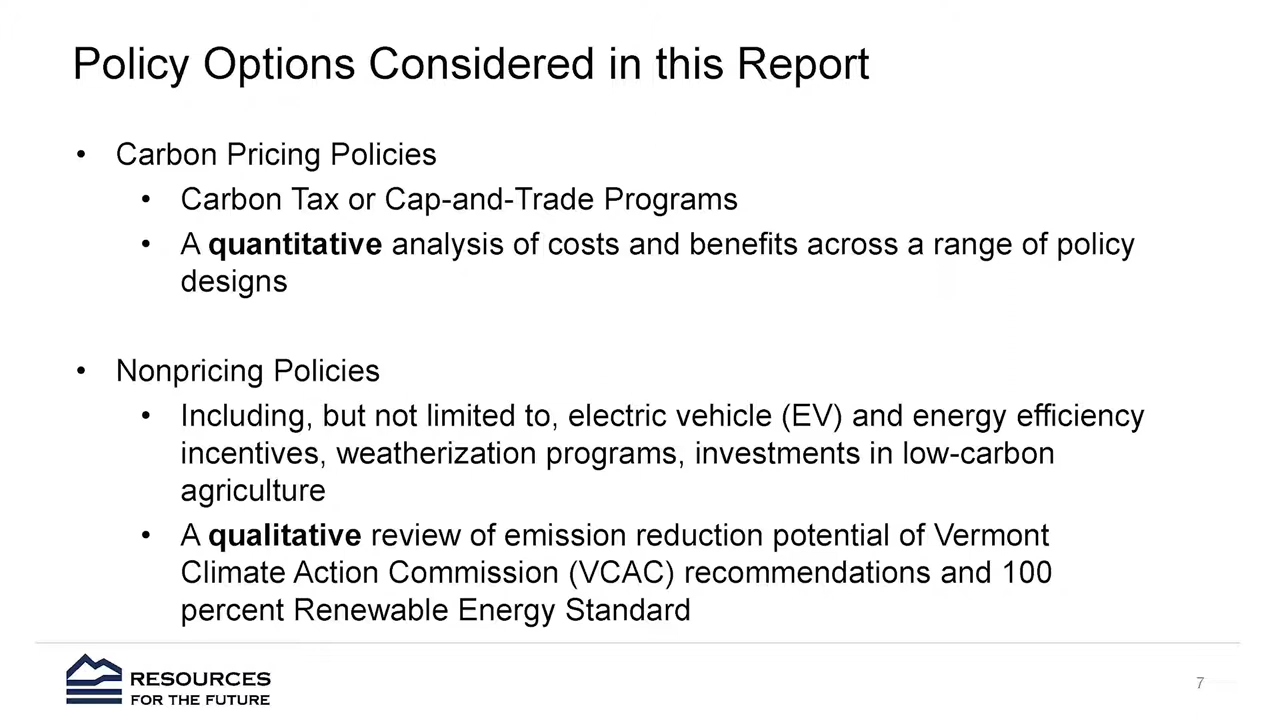 Policy Options Considered in this Report
• Carbon Pricing Policies
• Carbon Tax or Cap-and-Trade Programs
• A quantitative analysis of costs and benefits across a range of policy
designs
• Nonpricing Policies
• Including, but not limited to, electric vehicle (EV) and energy efficiency
incentives, weatherization programs, investments in low-carbon
agriculture
• A qualitative review of emission reduction potential of Vermont
Climate Action Commission (VCAC) recommendations and 100
percent Renewable Energy Standard
RESOURCES
FOR THE FUTURE
7